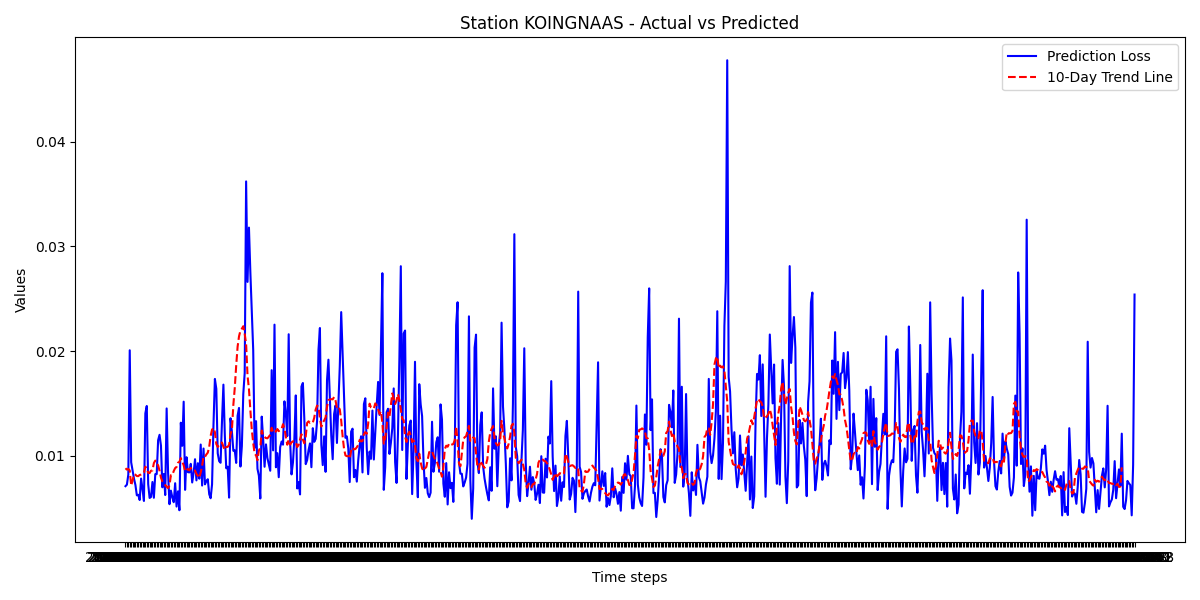 Station KOINGNAAS - Actual vs Predicted
Prediction Loss
10-Day Trend Line
Values
0.04
0.03
0.02
0.01
Time steps